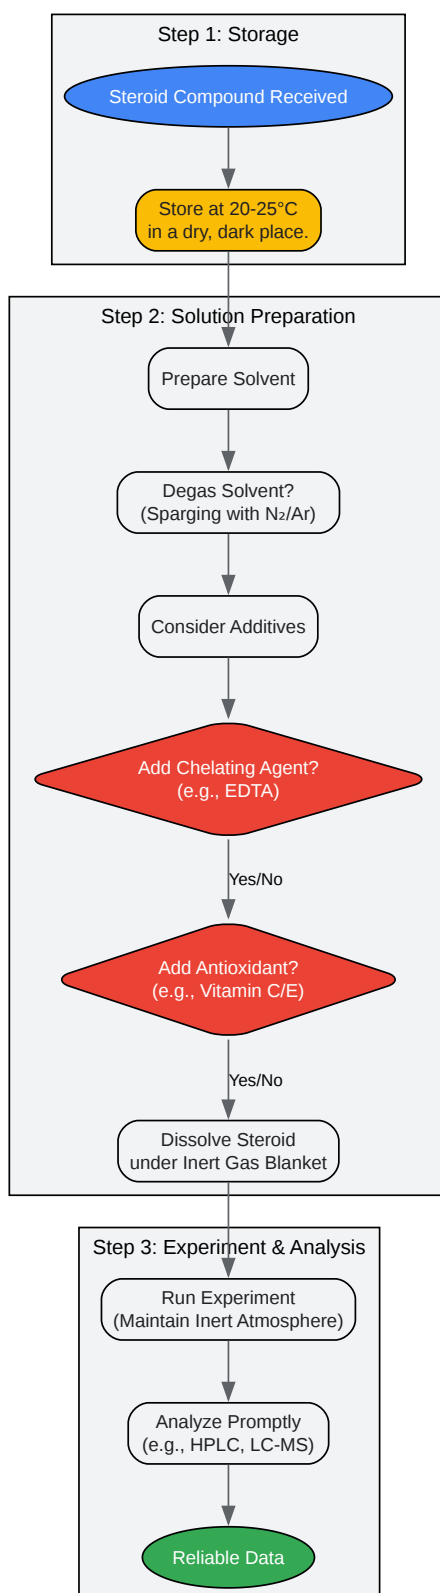 Step 1: Storage
Steroid Compound Received
Store at 20-25°C
in a dry, dark place.
Step 2: Solution Preparation
Prepare Solvent
Degas Solvent?
(Sparging with N₂/Ar)
Consider Additives
Add Chelating Agent?
(e.g., EDTA)
Yes/No
Add Antioxidant?
(e.g., Vitamin C/E)
Yes/No
Dissolve Steroid
under Inert Gas Blanket
Step 3: Experiment & Analysis
Run Experiment
(Maintain Inert Atmosphere)
Analyze Promptly
(e.g., HPLC, LC-MS)
Reliable Data